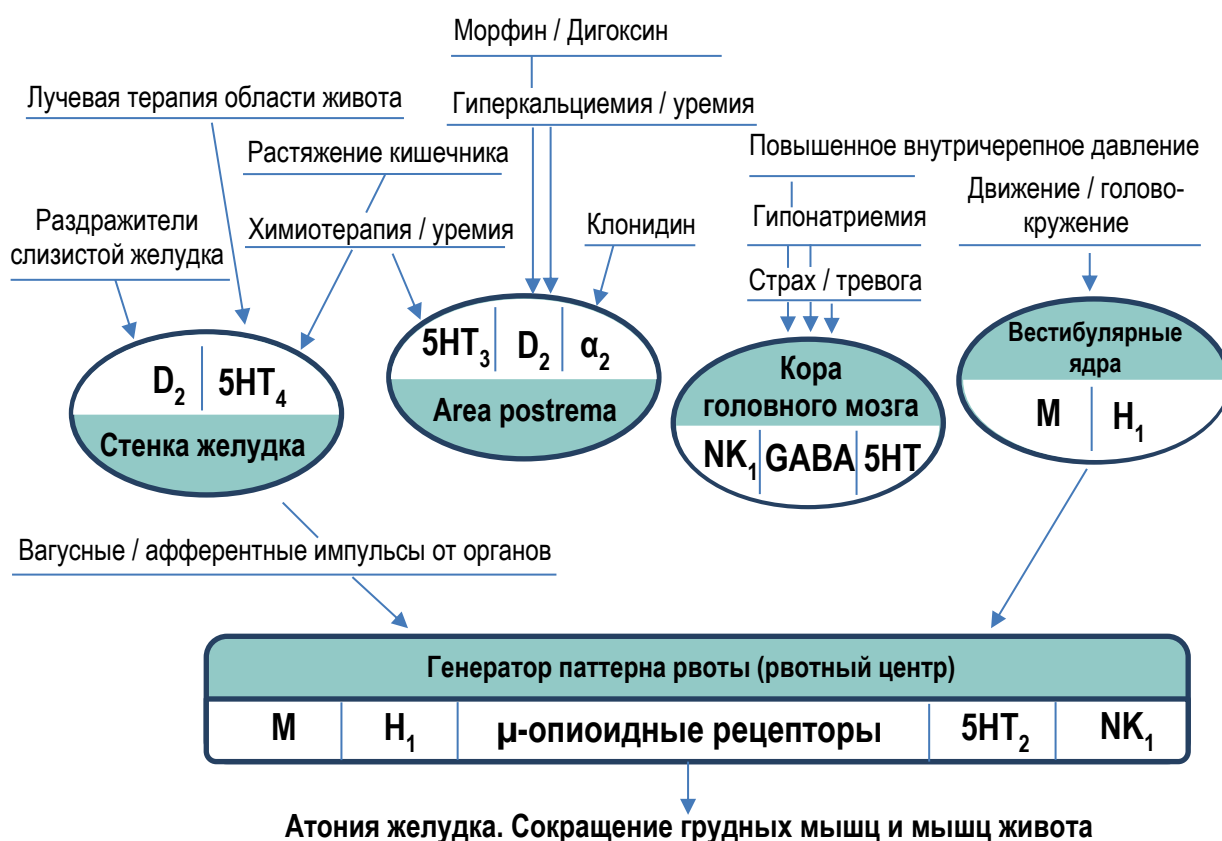 Морфин / Дигоксин
Лучевая терапия области живота
Гиперкальциемия / уремия
Растяжение кишечника
Повышенное внутричерепное давление
Движение / голово-
кружение
Раздражители
слизистой желудка
Химиотерапия / уремия
Клонидин
Гипонатриемия
Страх / тревога
D2 5HT4
Стенка желудка
5HT3 D2 α2
Area postrema
Кора
головного мозга
NK1 GABA 5HT
Вестибулярные
ядра
M H1
Вагусные / афферентные импульсы от органов
Генератор паттерна рвоты (рвотный центр)
M H1 μ-опиоидные рецепторы 5HT2 NK1
Атония желудка. Сокращение грудных мышц и мышц живота